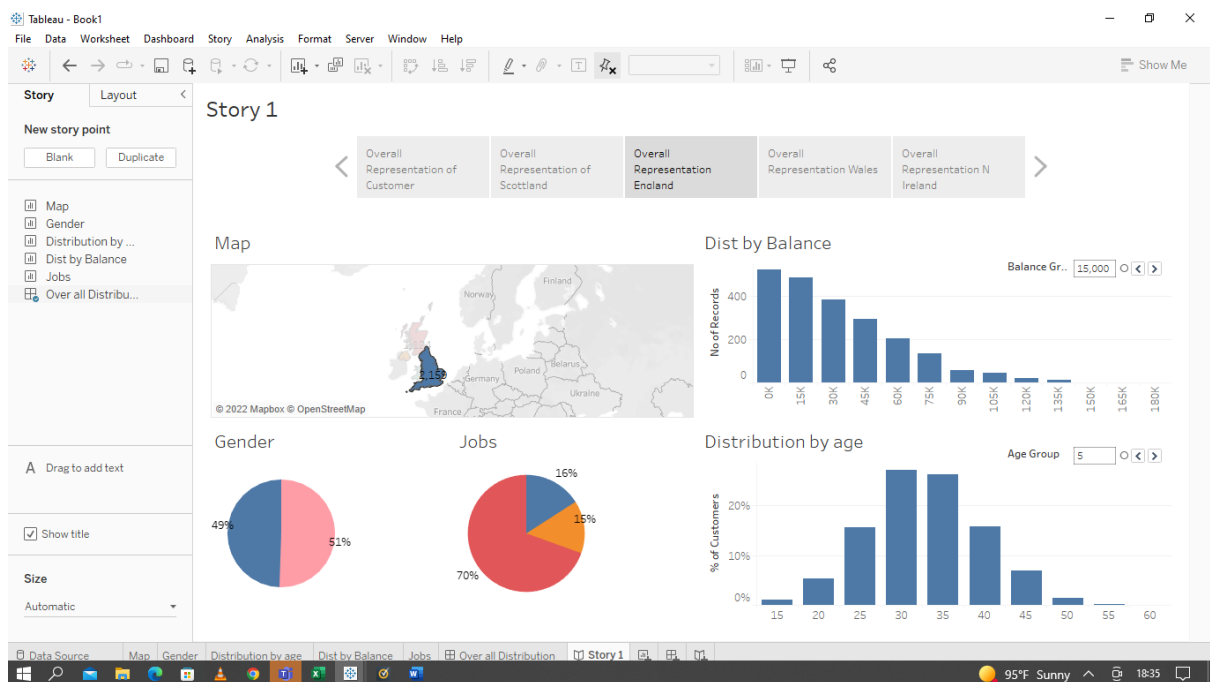 Tableau - Book1
File Data Worksheet Dashboard Story Analysis Format Server Window Help
Show Me
Story Layout
New story point
Blank Duplicate
Map
Gender
Distribution by ...
Dist by Balance
Jobs
Over all Distribu...
A Drag to add text
Show title
Size
Automatic
Story 1
Overall
Representation of
Customer
Overall
Representation of
Scottland
Overall
Representation
England
Overall
Representation Wales
Overall
Representation N
Ireland
Map
Finland
Norway
Belarus
Poland
Germany
Ukraine
France
2,159
© 2022 Mapbox © OpenStreetMap
Dist by Balance
Balance Gr.. 15,000
No of Records
400
200
0
0K 15K 30K 45K 60K 75K 90K 105K 120K 135K 150K 165K 180K
Gender
49%
51%
Jobs
16%
15%
70%
Distribution by age
Age Group 5
% of Customers
20%
10%
0%
15 20 25 30 35 40 45 50 55 60
Data Source Map Gender Distribution by age Dist by Balance Jobs Over all Distribution Story 1
95°F Sunny 18:35